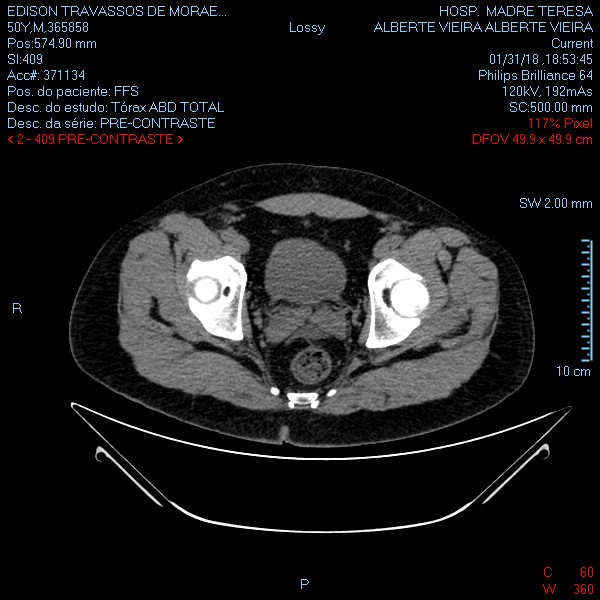 EDISON TRAVASSOS DE MORAE...
50Y,M,365858
Pos:574.90 mm
SI:409
Acc#: 371134
Pos. do paciente: FFS
Desc. do estudo: Tórax ABD TOTAL
Desc. da série: PRE-CONTRASTE
< 2 - 409 PRE-CONTRASTE >
Lossy
HOSP. MADRE TERESA
ALBERTE VIEIRA ALBERTE VIEIRA
Current
01/31/18 ,18:53:45
Philips Brilliance 64
120kV, 192mAs
SC:500.00 mm
117% Pixel
DFOV 49.9 x 49.9 cm
SW 2.00 mm
R
10 cm
P
C 60
W 360